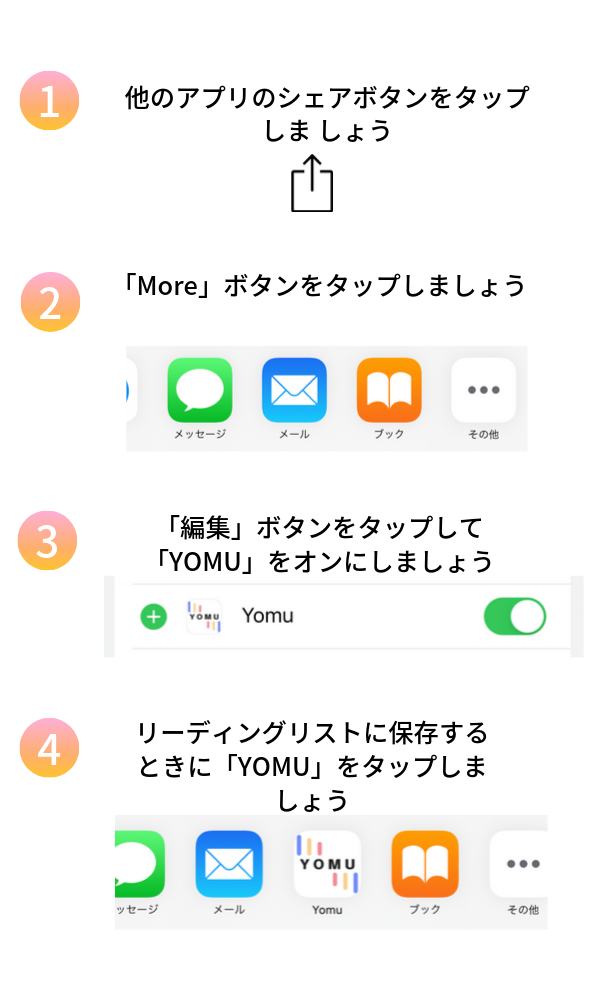 1
他のアプリのシェアボタンをタップ
しま しょう
2
「More」ボタンをタップしましょう
メッセージ
メール
ブック
その他
3
「編集」ボタンをタップして
「YOMU」をオンにしましょう
YOMU
Yomu
4
リーディングリストに保存する
ときに「YOMU」をタップしま
しょう
YOMU
ッセージ
メール
Yomu
ブック
その他